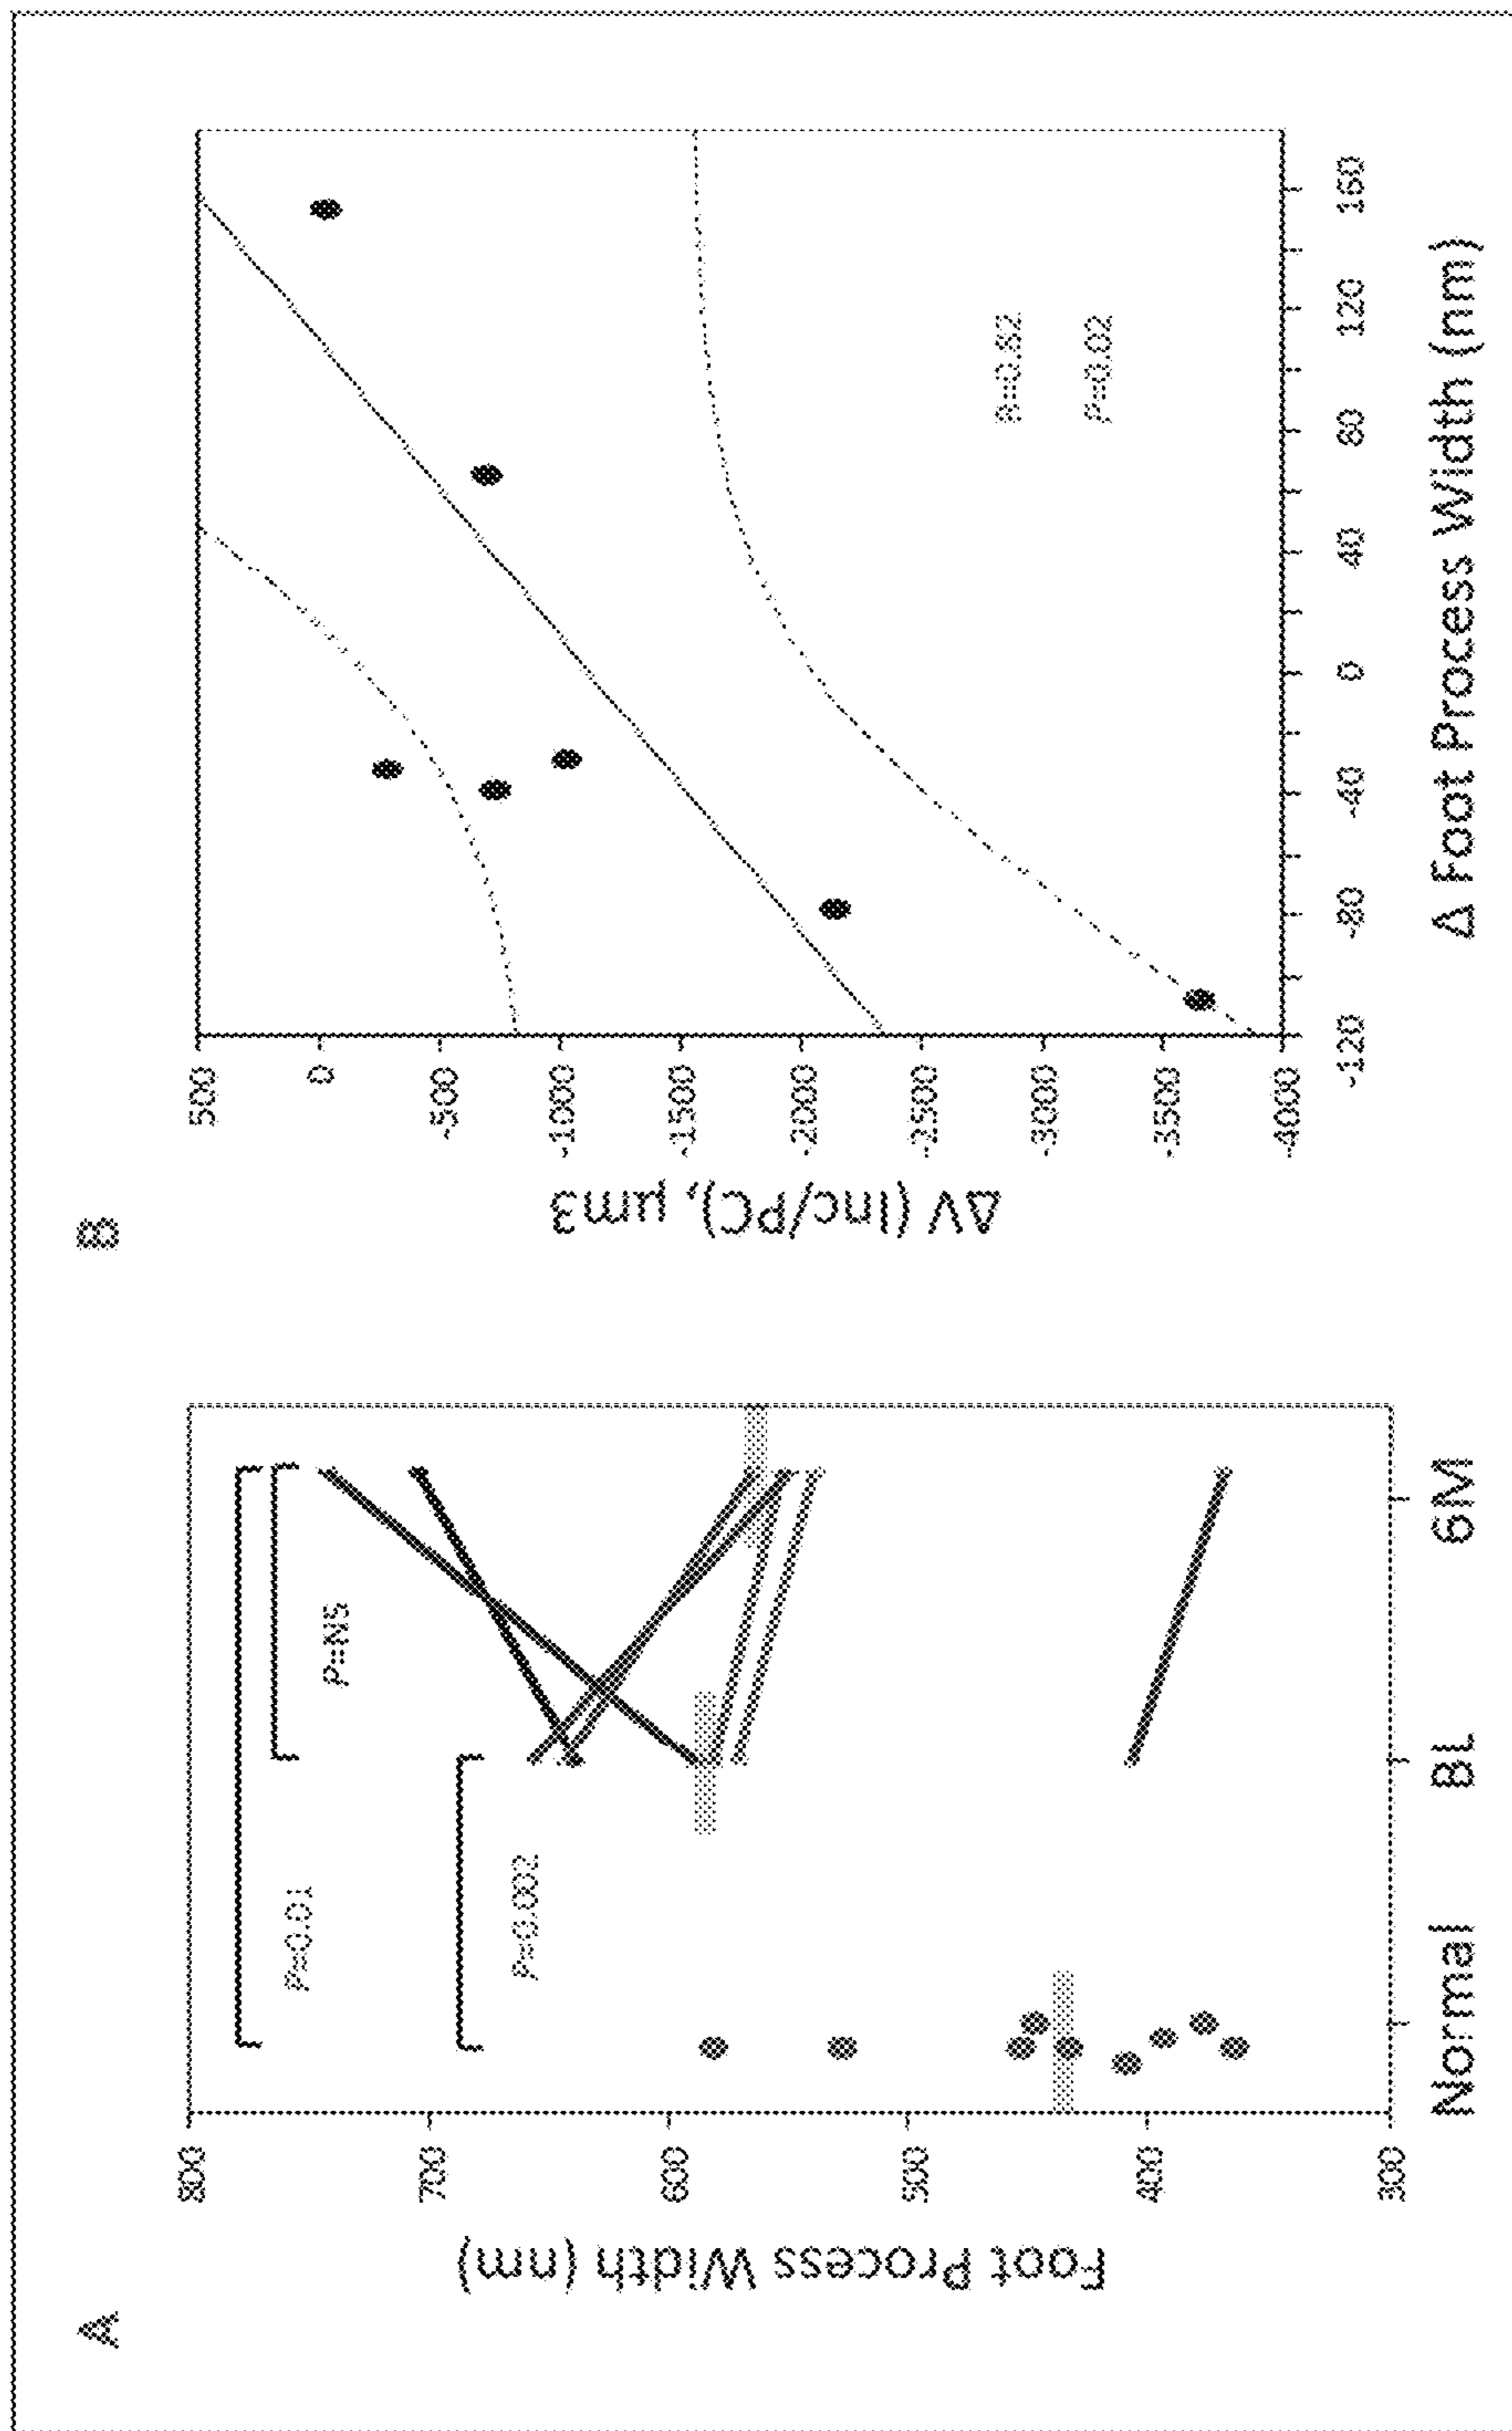 A
Foot Process Width (nm)
800
700
600
500
400
300
P=0.01
P=NS
P=0.002
Normal
BL
6M
B
ΔV (Inc/PC), µm3
500
0
-500
-1000
-1500
-2000
-2500
-3000
-3500
-4000
R=0.82
P=0.02
-120
-80
-40
0
40
80
120
160
Δ Foot Process Width (nm)